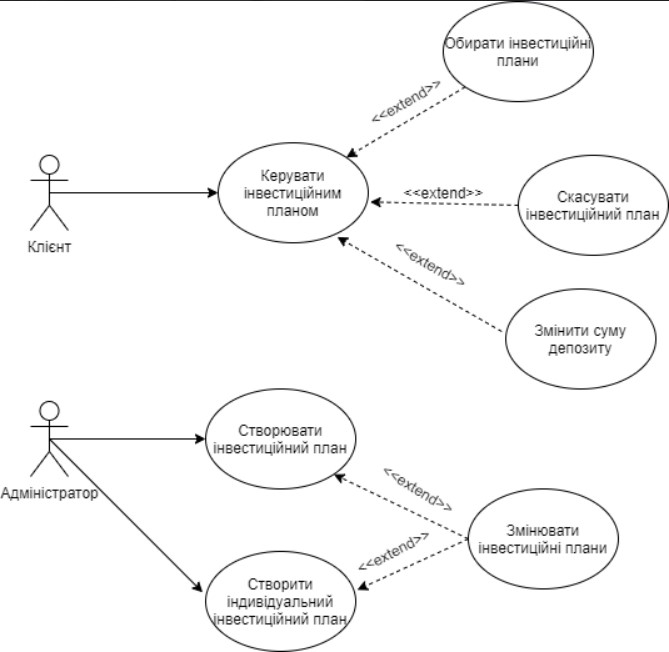 Обирати інвестиційні
плани
<<extend>>
Керувати
інвестиційним
планом
<<extend>>
Скасувати
інвестиційний план
Клієнт
<<extend>>
Змінити суму
депозиту
Створювати
інвестиційний план
Адміністратор
<<extend>>
Змінювати
інвестиційні плани
<<extend>>
Створити
індивідуальний
інвестиційний план